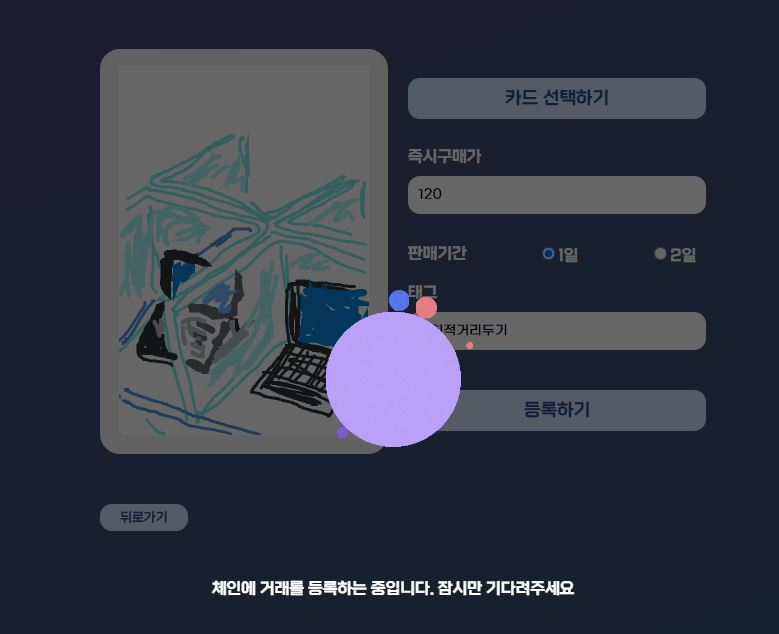 카드 선택하기
즉시구매가
120
판매기간
1일
2일
태그
적거리두기
등록하기
뒤로가기
체인에 거래를 등록하는 중입니다. 잠시만 기다려주세요